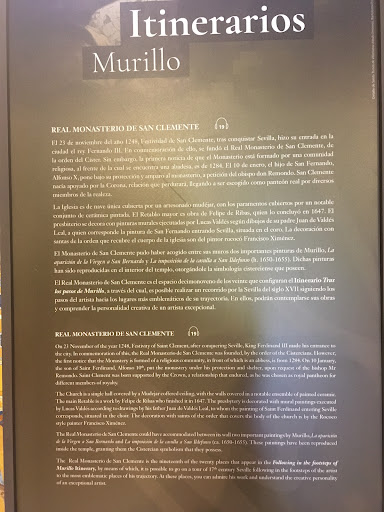 Itinerarios
Murillo
REAL MONASTERIO DE SAN CLEMENTE 19
El 23 de noviembre del año 1248, Festividad de San Clemente, tras conquistar Sevilla, hizo su entrada en la
ciudad el rey Fernando III. En conmemoración de ello, se fundó el Real Monasterio de San Clemente, de
la orden del Císter. Sin embargo, la primera noticia de que el Monasterio está formado por una comunidad
religiosa, al frente de la cual se encuentra una abadesa, es de 1284. El 10 de enero, el hijo de San Fernando,
Alfonso X, pone bajo su protección y amparo al monasterio, a petición del obispo don Remondo. San Clemente
nacía apoyado por la Corona, relación que perdurará, llegando a ser escogido como panteón real por diversos
miembros de la realeza.
La Iglesia es de nave única cubierta por un artesonado mudéjar, con los paramentos cubiertos por un notable
conjunto de cerámica pintada. El Retablo mayor es obra de Felipe de Ribas, quien lo concluyó en 1647. El
presbiterio se decora con pinturas murales ejecutadas por Lucas Valdés según dibujos de su padre Juan de Valdés
Leal, a quien corresponde la pintura de San Fernando entrando Sevilla, situada en el coro. La decoración con
santas de la orden que recibe el cuerpo de la iglesia son del pintor rococó Francisco Ximénez.
El Monasterio de San Clemente pudo haber acogido entre sus muros dos importantes pinturas de Murillo, La
aparición de la Virgen a San Bernardo y La imposición de la casulla a San Ildefonso (h. 1650-1655). Dichas pinturas
han sido reproducidas en el interior del templo, otorgándole la simbología cisterciense que poseen.
El Real Monasterio de San Clemente es el espacio decimonoveno de los veinte que configuran el Itinerario Tras
los pasos de Murillo, a través del cual, es posible realizar un recorrido por la Sevilla del siglo XVII siguiendo los
pasos del artista hacia los lugares más emblemáticos de su trayectoria. En ellos, podrán contemplarse sus obras
y comprender la personalidad creativa de un artista excepcional.
REAL MONASTERIO DE SAN CLEMENTE 19
On 23 November of the year 1248, Festivity of Saint Clement, after conquering Seville, King Ferdinand III made his entrance to
the city. In commemoration of this, the Real Monasterio de San Clemente was founded, by the order of the Cistercians. However,
the first notice that the Monastery is formed of a religious community, in front of which is an abbess, is from 1284. On 10 January,
the son of Saint Ferdinand, Alfonso 10th, put the monastery under his protection and shelter, upon request of the bishop Mr
Remondo. Saint Clement was born supported by the Crown, a relationship that endured, as he was chosen as royal pantheon for
different members of royalty.
The Church is a single hall covered by a Mudejar coffered ceiling, with the walls covered in a notable ensemble of painted ceramic.
The main Retable is a work by Felipe de Ribas who finished it in 1647. The presbytery is decorated with mural paintings executed
by Lucas Valdés according to drawings by his father Juan de Valdés Leal, to whom the painting of Saint Ferdinand entering Seville
corresponds, situated in the choir. The decoration with saints of the order that covers the body of the church is by the Rococo
style painter Francisco Ximénez.
The Real Monasterio de San Clemente could have accommodated between its wall two important paintings by Murillo, La aparición
de la Virgen a San Bernardo and La imposición de la casulla a San Ildefonso (ca. 1650-1655). These paintings have been reproduced
inside the temple, granting them the Cistercian symbolism that they possess.
The Real Monasterio de San Clemente is the nineteenth of the twenty places that appear in the Following in the footsteps of
Murillo Itinerary, by means of which, it is possible to go on a tour of 17th century Seville following in the footsteps of the artist
to the most emblematic places of his trajectory. At these places, you can admire his work and understand the creative personality
of an exceptional artist.